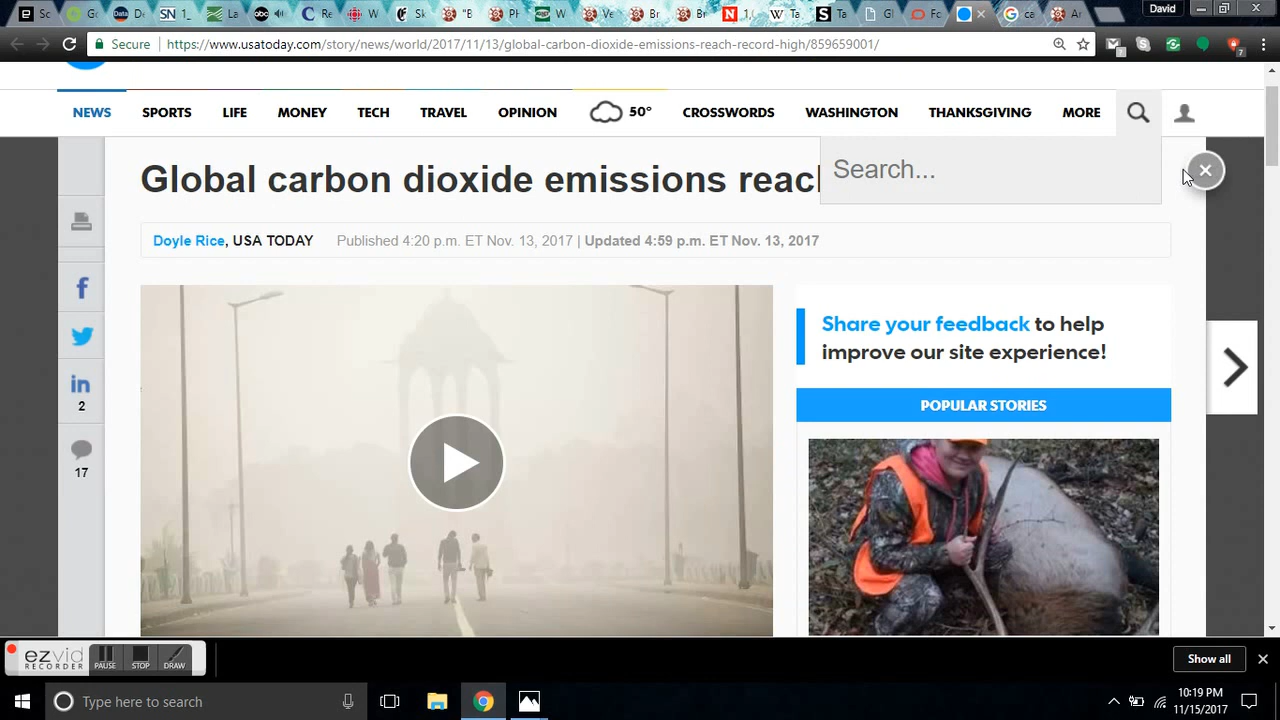 David
Secure
https://www.usatoday.com/story/news/world/2017/11/13/global-carbon-dioxide-emissions-reach-record-high/859659001/
NEWS
SPORTS
LIFE
MONEY
TECH
TRAVEL
OPINION
50°
CROSSWORDS
WASHINGTON
THANKSGIVING
MORE
Global carbon dioxide emissions
Search...
Doyle Rice, USA TODAY
Published 4:20 p.m. ET Nov. 13, 2017 | Updated 4:59 p.m. ET Nov. 13, 2017
Share your feedback to help
improve our site experience!
POPULAR STORIES
2
17
ezvid
RECORDER
PAUSE
STOP
DRAW
Show all
Type here to search
10:19 PM
11/15/2017